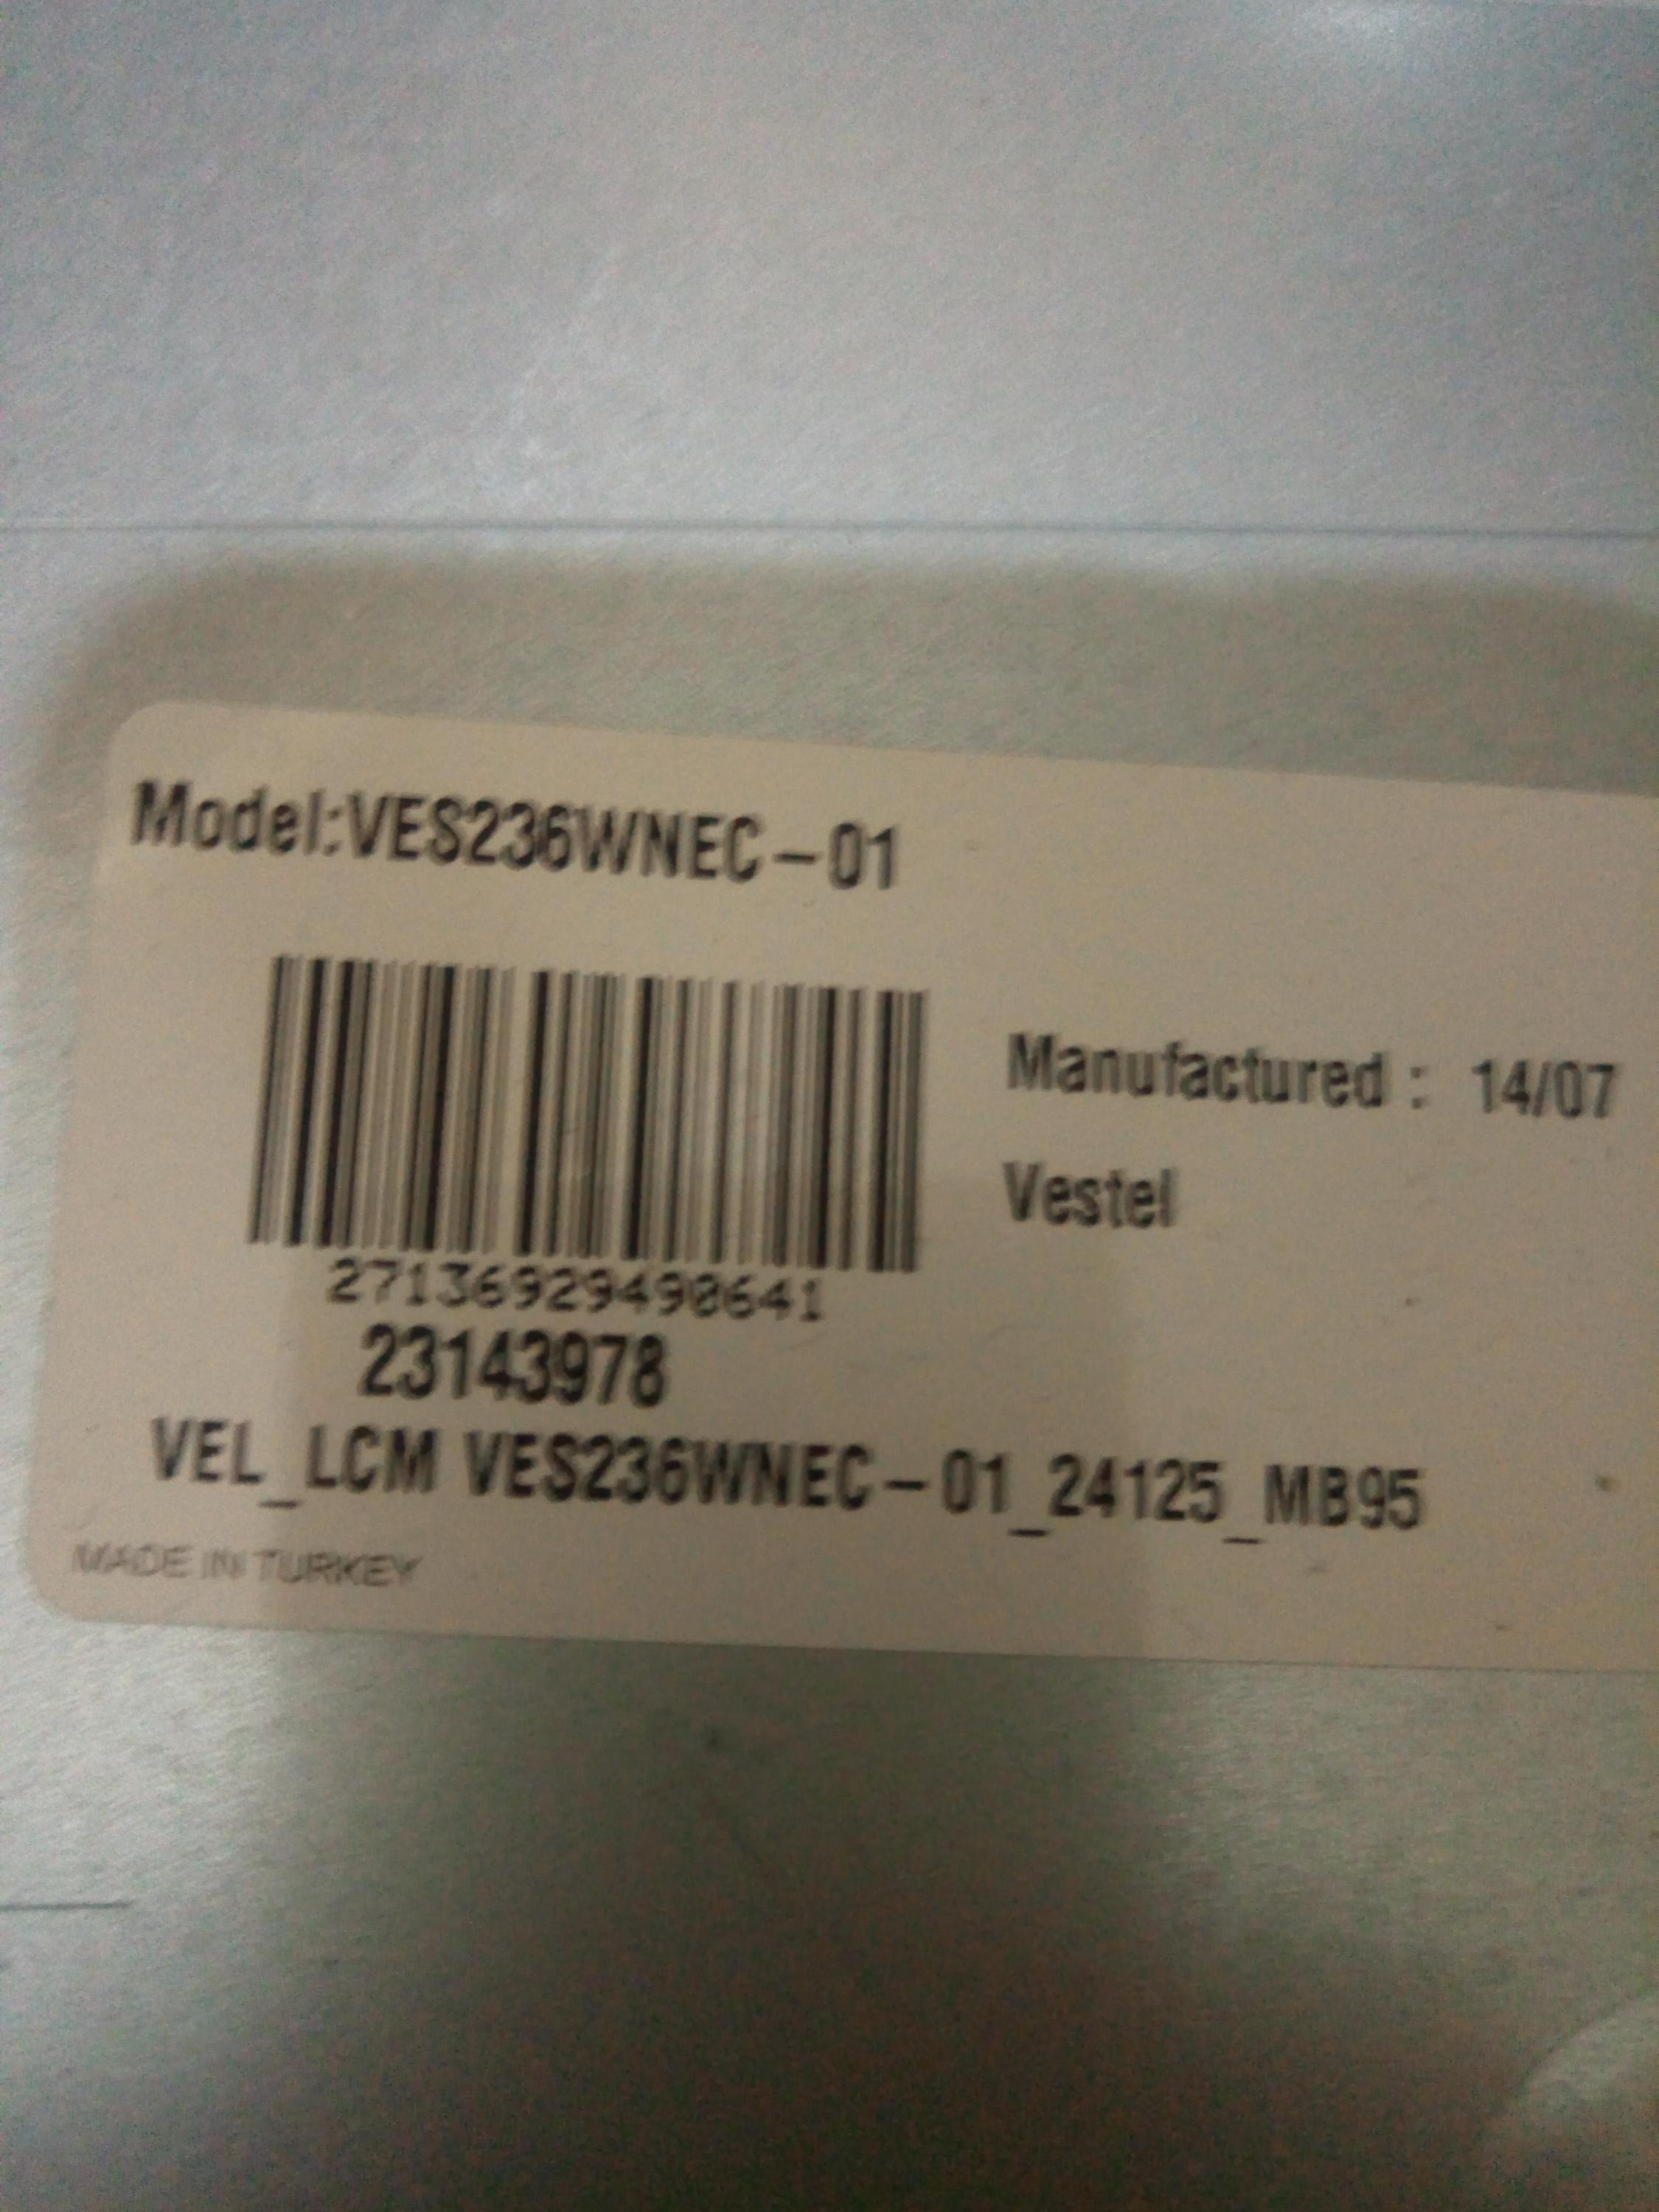 Model:VES236WNEC-01
Manufactured : 14/07
Vestel
27136929490641
23143978
VEL_LCM VES236WNEC-01_24125_MB95
MADE IN TURKEY